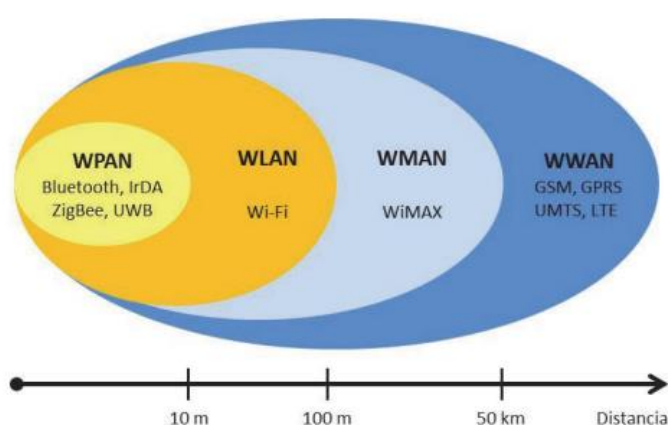 WPAN
Bluetooth, IrDA
ZigBee, UWB
WLAN
Wi-Fi
WMAN
WiMAX
WWAN
GSM, GPRS
UMTS, LTE
10 m
100 m
50 km
Distancia